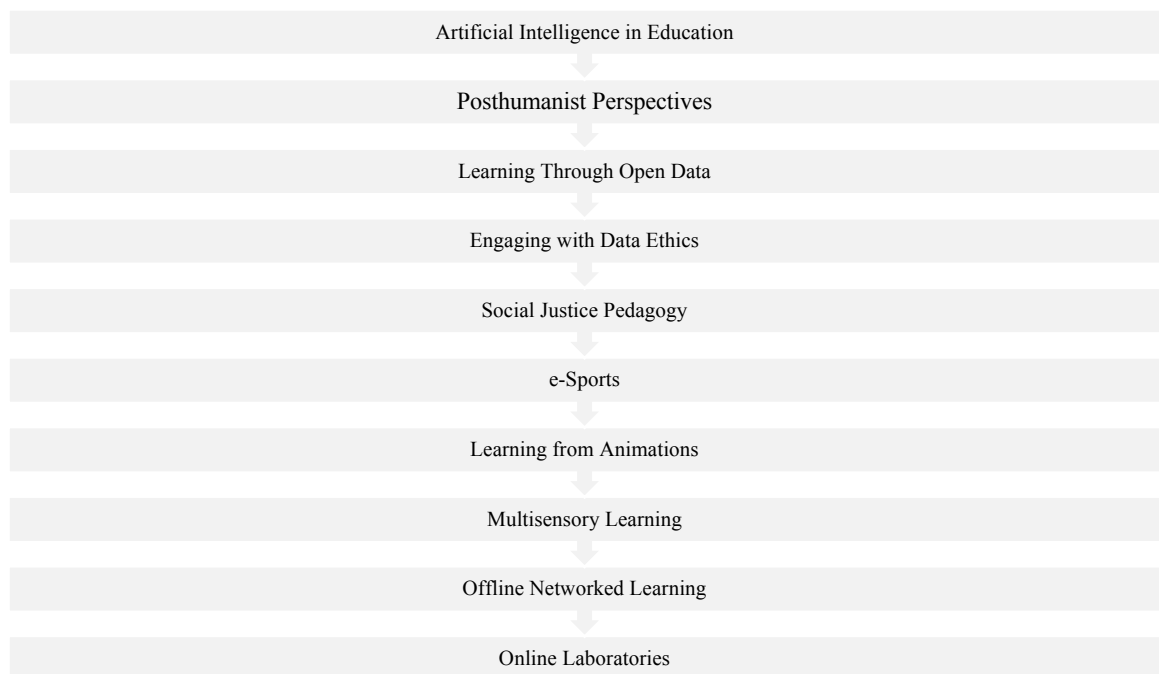 Artificial Intelligence in Education
Posthumanist Perspectives
Learning Through Open Data
Engaging with Data Ethics
Social Justice Pedagogy
e-Sports
Learning from Animations
Multisensory Learning
Offline Networked Learning
Online Laboratories